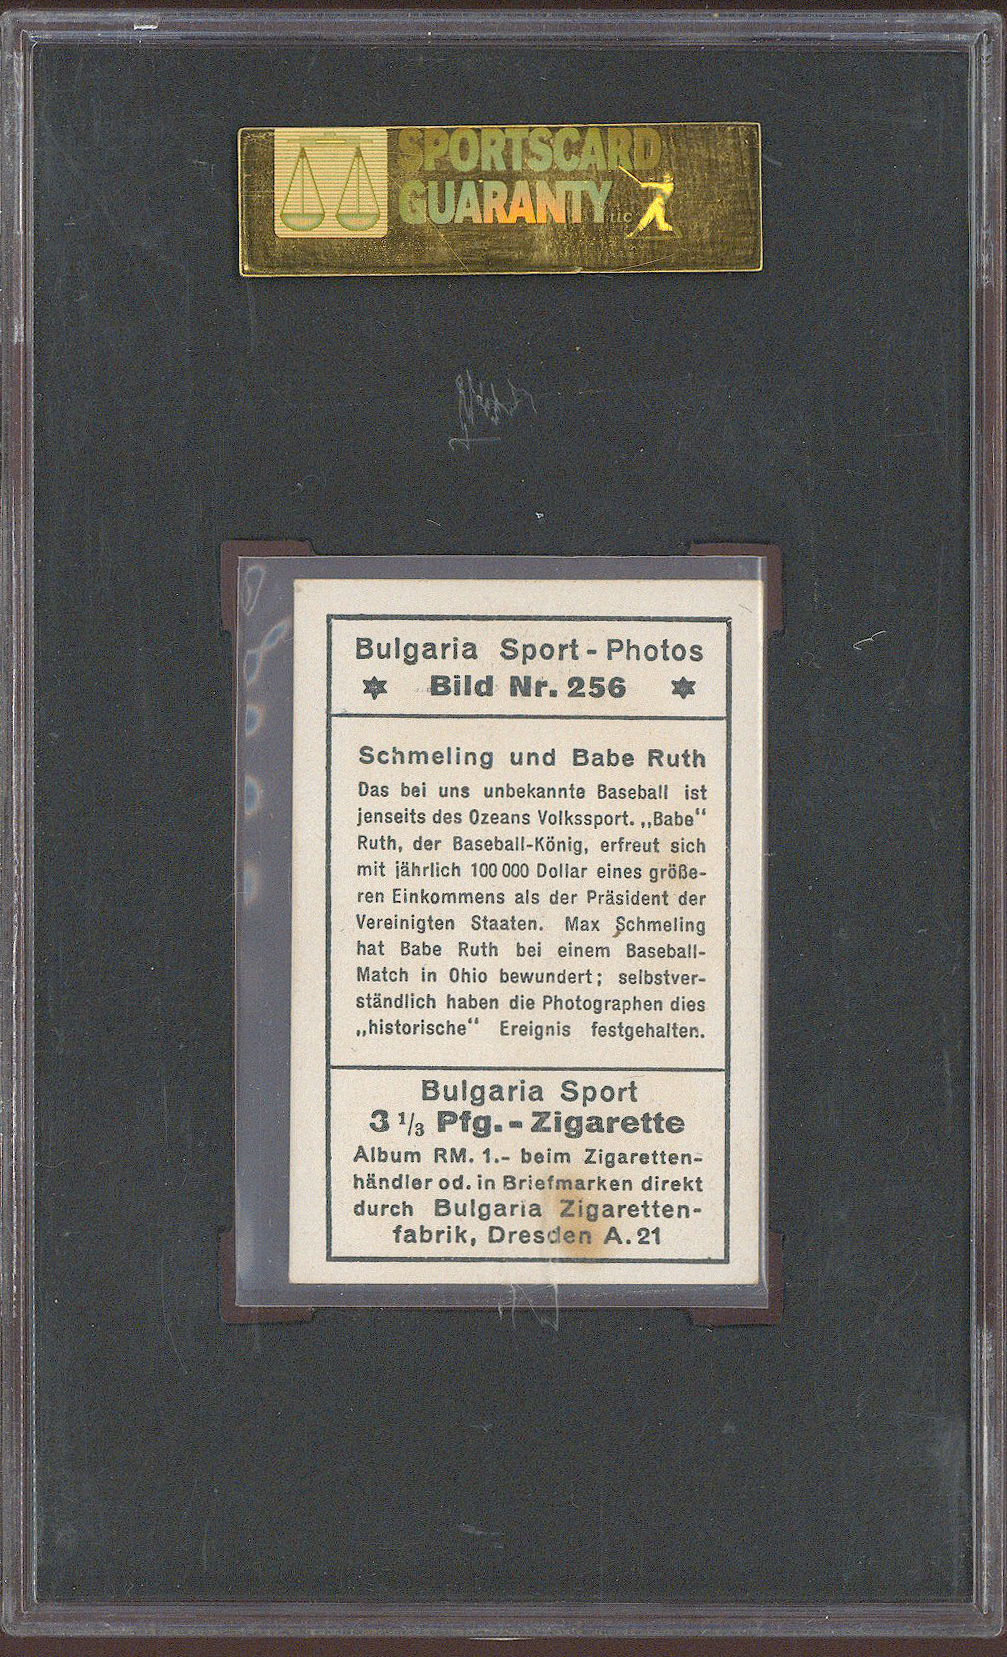 SPORTSCARD
GUARANTY llc
Bulgaria Sport-Photos
Bild Nr. 256
Schmeling und Babe Ruth
Das bei uns unbekannte Baseball ist
jenseits des Ozeans Volkssport. „Babe“
Ruth, der Baseball-König, erfreut sich
mit jährlich 100 000 Dollar eines größe-
ren Einkommens als der Präsident der
Vereinigten Staaten. Max Schmeling
hat Babe Ruth bei einem Baseball-
Match in Ohio bewundert; selbstver-
ständlich haben die Photographen dies
„historische“ Ereignis festgehalten.
Bulgaria Sport
3 1/3 Pfg.-Zigarette
Album RM. 1.- beim Zigaretten-
händler od. in Briefmarken direkt
durch Bulgaria Zigaretten-
fabrik, Dresden A. 21